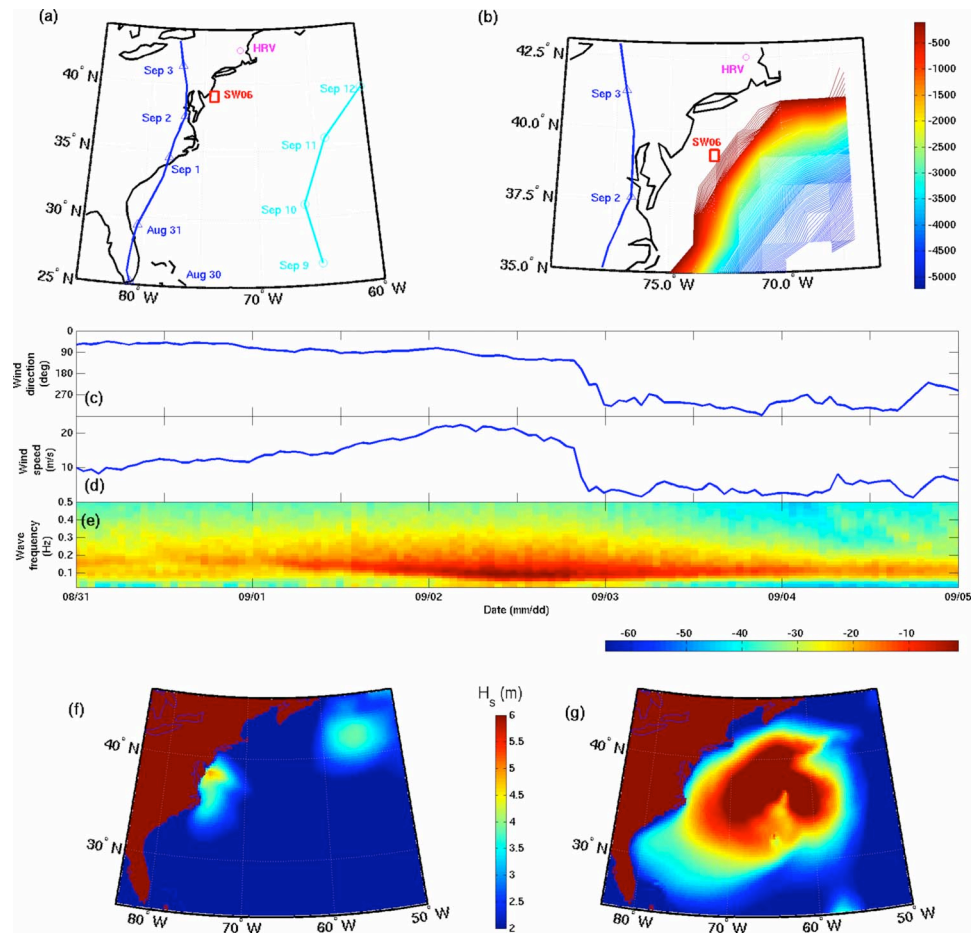 (a)
40° N
35° N
30° N
25° N
80° W
70° W
60° W
HRV
SW06
Sep 3
Sep 2
Sep 1
Aug 31
Aug 30
Sep 12
Sep 11
Sep 10
Sep 9
(b)
42.5° N
40.0° N
37.5° N
35.0° N
75.0° W
70.0° W
HRV
SW06
Sep 3
Sep 2
-500
-1000
-1500
-2000
-2500
-3000
-3500
-4000
-4500
-5000
Wind
direction
(deg)
0
90
180
270
(c)
Wind
speed
(m/s)
20
10
(d)
Wave
frequency
(Hz)
0.5
0.4
0.3
0.2
0.1
(e)
08/31
09/01
09/02
09/03
09/04
09/05
Date (mm/dd)
-60
-50
-40
-30
-20
-10
(f)
40° N
30° N
80° W
70° W
60° W
50° W
Hs (m)
6
5.5
5
4.5
4
3.5
3
2.5
2
(g)
40° N
30° N
80° W
70° W
60° W
50° W